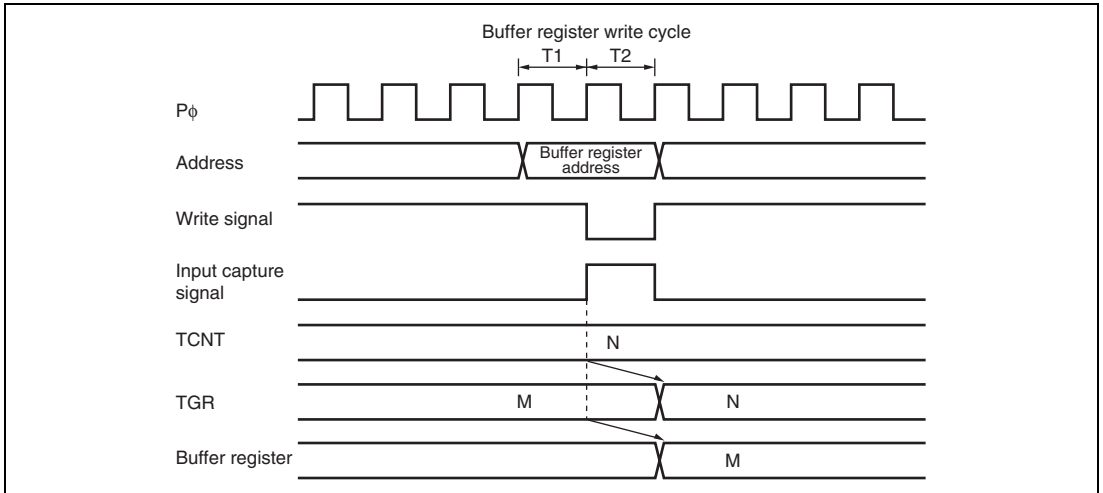 Buffer register write cycle
T1 T2
Pφ
Address
Buffer register
address
Write signal
Input capture
signal
TCNT
N
TGR
M
N
Buffer register
M